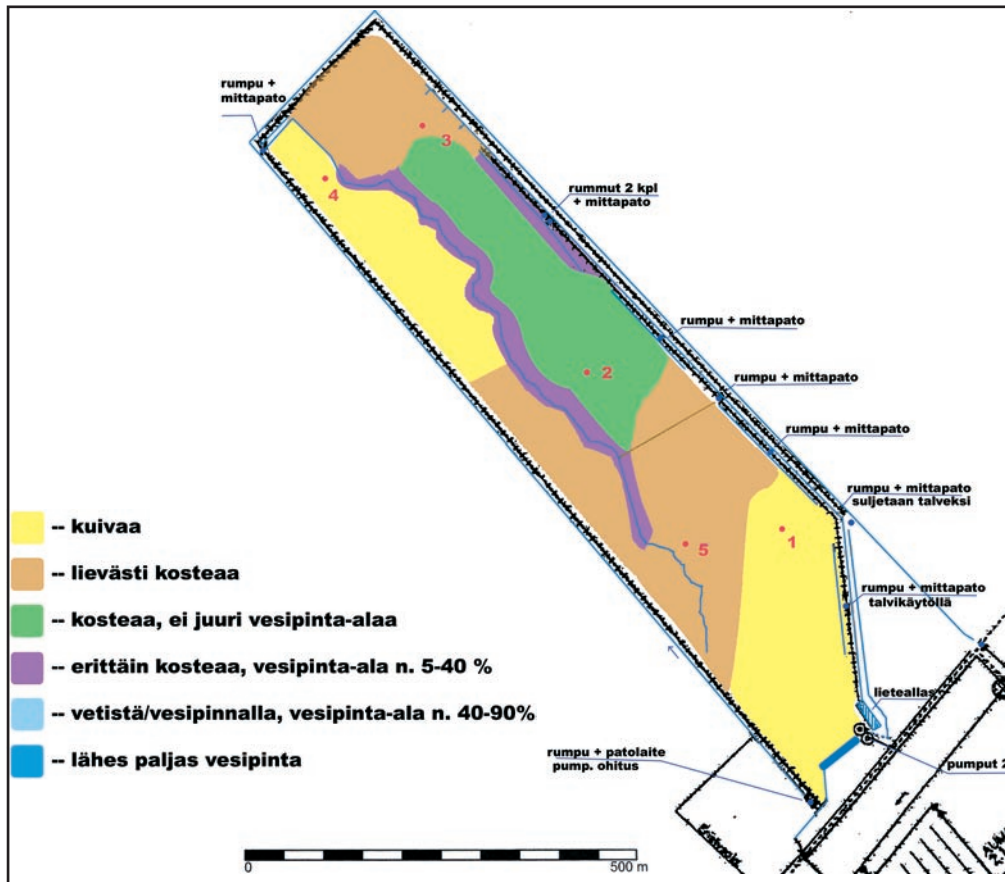 rumpu +
mittapato
3
4
rummut 2 kpl
+ mittapato
rumpu + mittapato
2
rumpu + mittapato
rumpu + mittapato
rumpu + mittapato
suljetaan talveksi
1
5
-- kuivaa
-- lievästi kosteaa
-- kosteaa, ei juuri vesipinta-alaa
-- erittäin kosteaa, vesipinta-ala n. 5-40 %
-- vetistä/vesipinnalla, vesipinta-ala n. 40-90%
-- lähes paljas vesipinta
rumpu + mittapato
talvikäytöllä
lieteallas
rumpu + patolaite
pump. ohitus
pumput 2
0
500 m